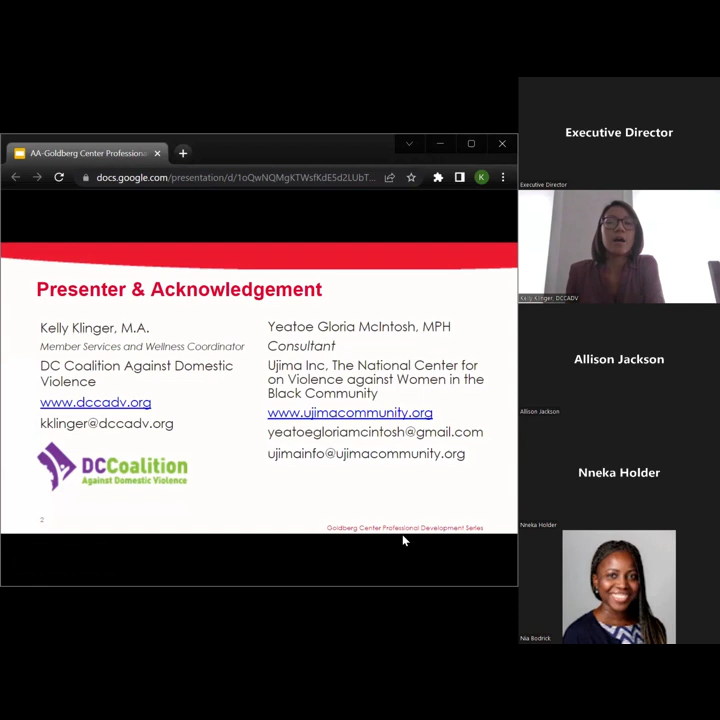 AA-Goldberg Center Professiona
docs.google.com/presentation/d/1oQwNQMgKTWsfKdE5d2LUbT...
K
Presenter & Acknowledgement
Kelly Klinger, M.A.
Member Services and Wellness Coordinator
DC Coalition Against Domestic
Violence
www.dccadv.org
kklinger@dccadv.org
DCCoalition
Against Domestic Violence
Yeatoe Gloria McIntosh, MPH
Consultant
Ujima Inc, The National Center for
on Violence against Women in the
Black Community
www.ujimacommunity.org
yeatoegloriamcintosh@gmail.com
ujimainfo@ujimacommunity.org
2
Goldberg Center Professional Development Series
Executive Director
Executive Director
Kelly Klinger, DCCADV
Allison Jackson
Allison Jackson
Nneka Holder
Nneka Holder
Nia Bodrick